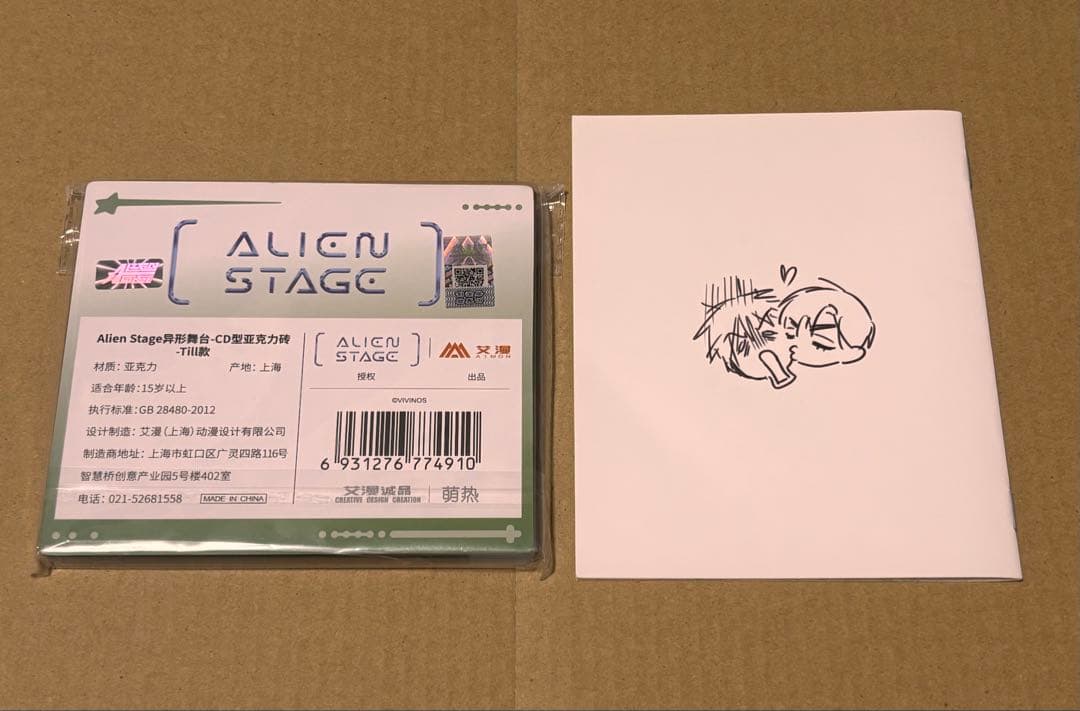 ALIEN
STAGE
Alien Stage异形舞台-CD型亚克力砖
-Till款
材质：亚克力 产地：上海
适合年龄：15岁以上
执行标准：GB 28480-2012
设计制造：艾漫（上海）动漫设计有限公司
制造商地址：上海市虹口区广灵四路116号
智慧桥创意产业园5号楼402室
电话：021-52681558 MADE IN CHINA
ALIEN
STAGE
艾漫
AIMON
授权 出品
©VIVINOS
6 931276 774910
艾漫诚品
CREATIVE DESIGN CREATION
萌热